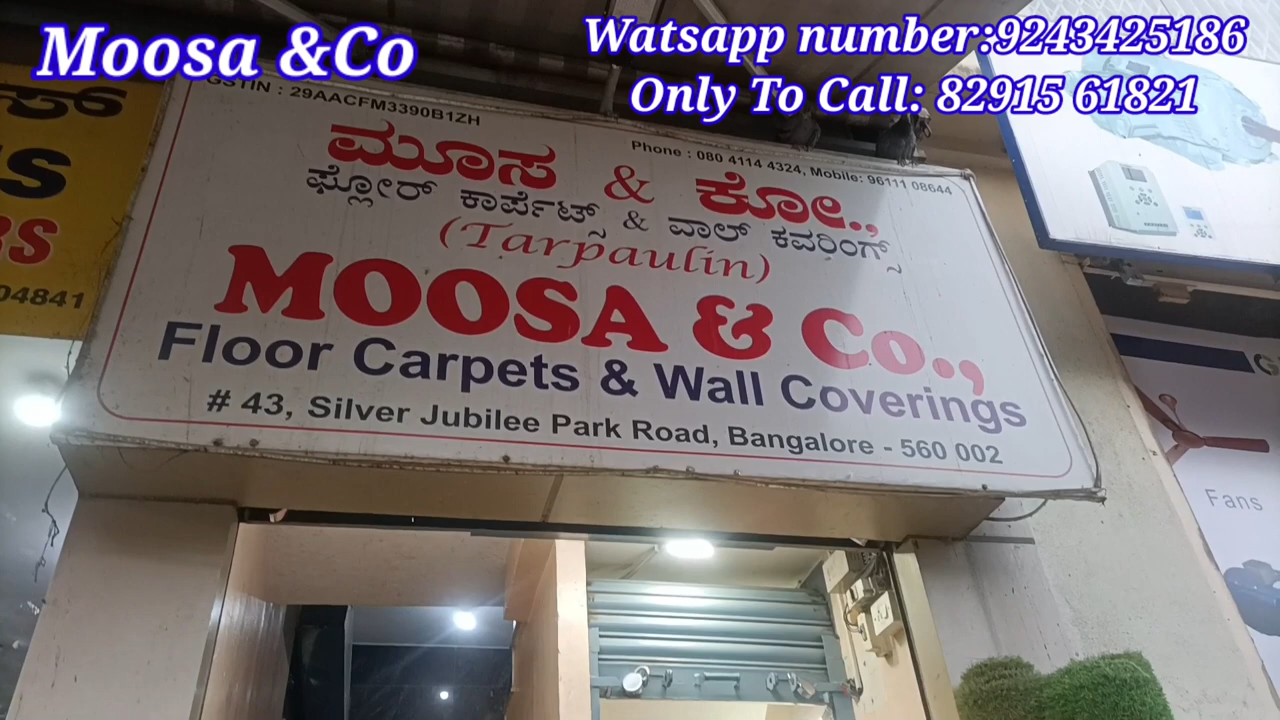 Moosa &Co
Watsapp number:9243425186
Only To Call: 82915 61821
GSTIN : 29AACFM3390B1ZH
Phone : 080 4114 4324, Mobile: 96111 08644
ಮೂಸ & ಕೋ.,
ಫ್ಲೋರ್ ಕಾರ್ಪೆಟ್ಸ್ & ವಾಲ್ ಕವರಿಂಗ್ಸ್
(Tarpaulin)
MOOSA & Co.,
Floor Carpets & Wall Coverings
# 43, Silver Jubilee Park Road, Bangalore - 560 002
04841
Fans